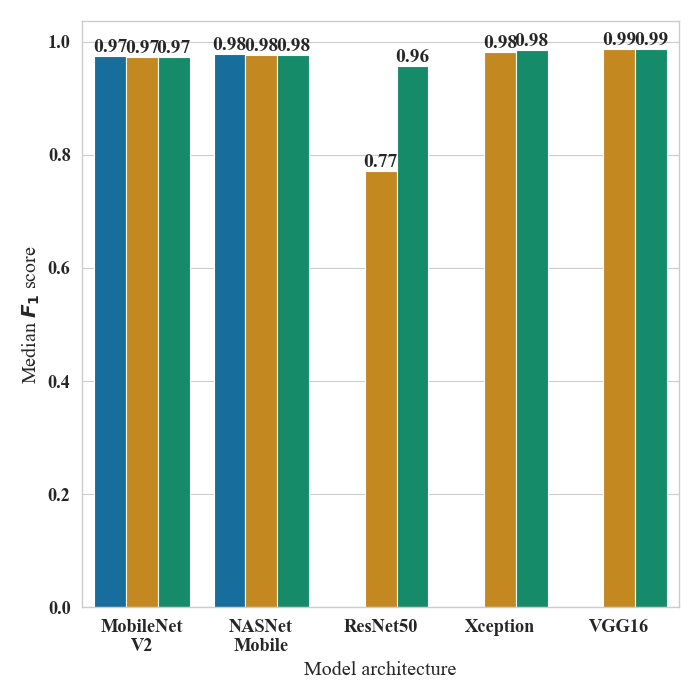 1.0
0.8
0.6
0.4
0.2
0.0
Median F1 score
0.97 0.97 0.97
0.98 0.98 0.98
0.77 0.96
0.98 0.98
0.99 0.99
MobileNet
V2
NASNet
Mobile
ResNet50
Xception
VGG16
Model architecture